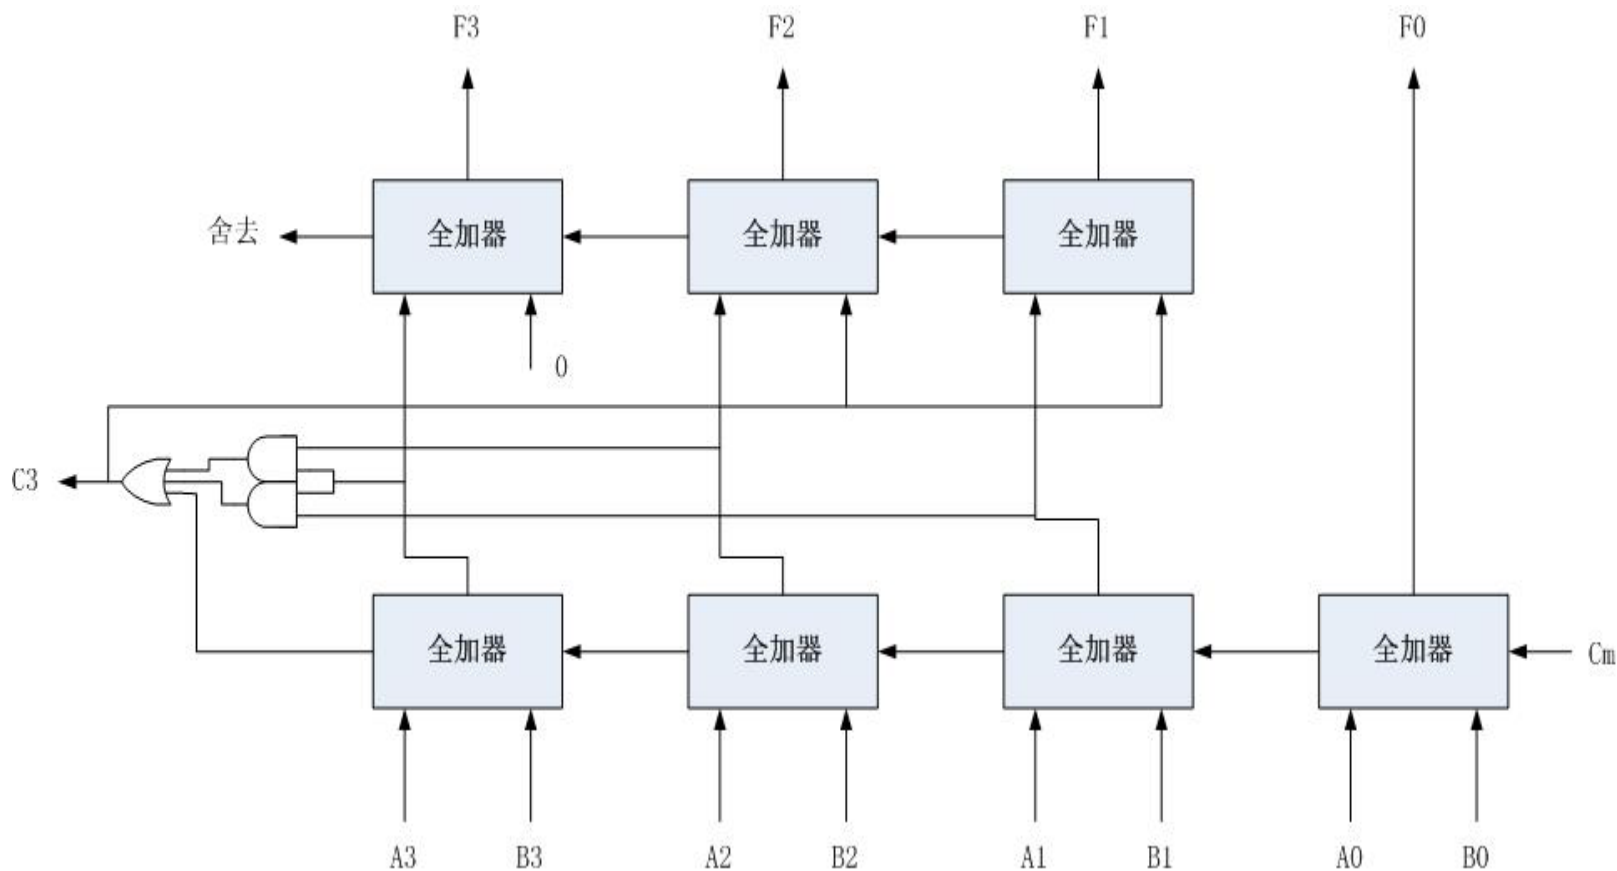 F3 F2 F1 F0
舍去 全加器 全加器 全加器
0
C3
全加器 全加器 全加器 全加器 Cm
A3 B3 A2 B2 A1 B1 A0 B0